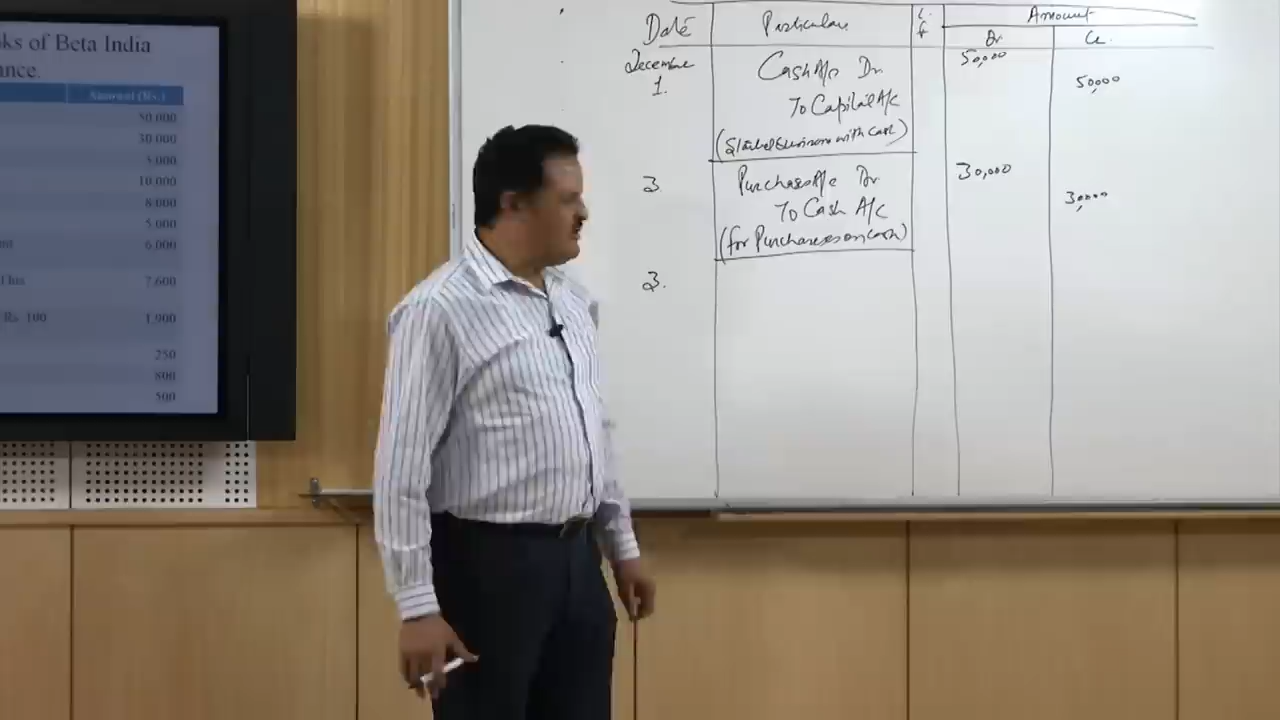 ks of Beta India
ance.
Amount (Rs.)
50,000
30,000
5,000
10,000
8,000
5,000
6,000
7,600
Rs. 100
1,900
250
800
500
Date Particulars L.f Amount
Dr Cr.
December 1. Cash A/c Dr 50,000
To Capital A/c 50,000
(Started business with cash)
3 Purchases A/c Dr 30,000
To Cash A/c 30,000
(for Purchases on cash)
3.